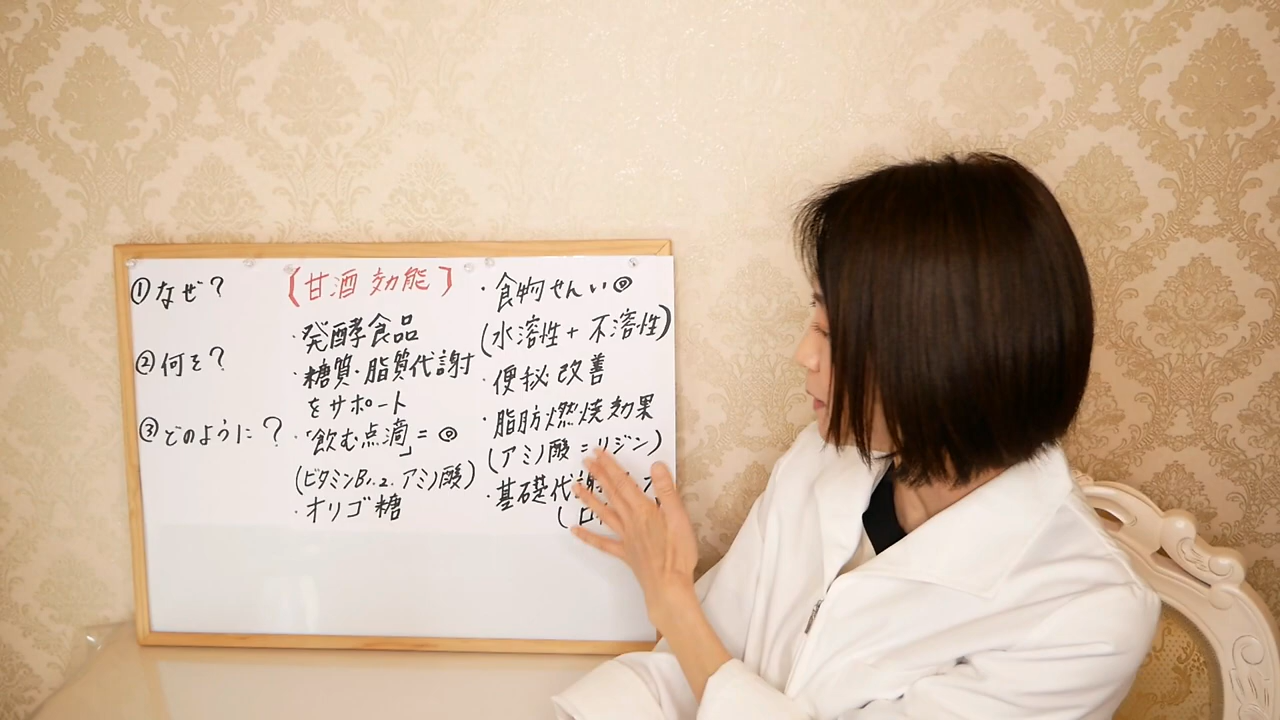 ①なぜ?
②何を?
③どのように?
【甘酒 効能】
・発酵食品
・糖質・脂質代謝
をサポート
・「飲む点滴」=◎
(ビタミンB1.2. アミノ酸)
・オリゴ糖
・食物せんい◎
(水溶性+不溶性)
・便秘改善
・脂肪燃焼効果
(アミノ酸=リジン)
・基礎代謝